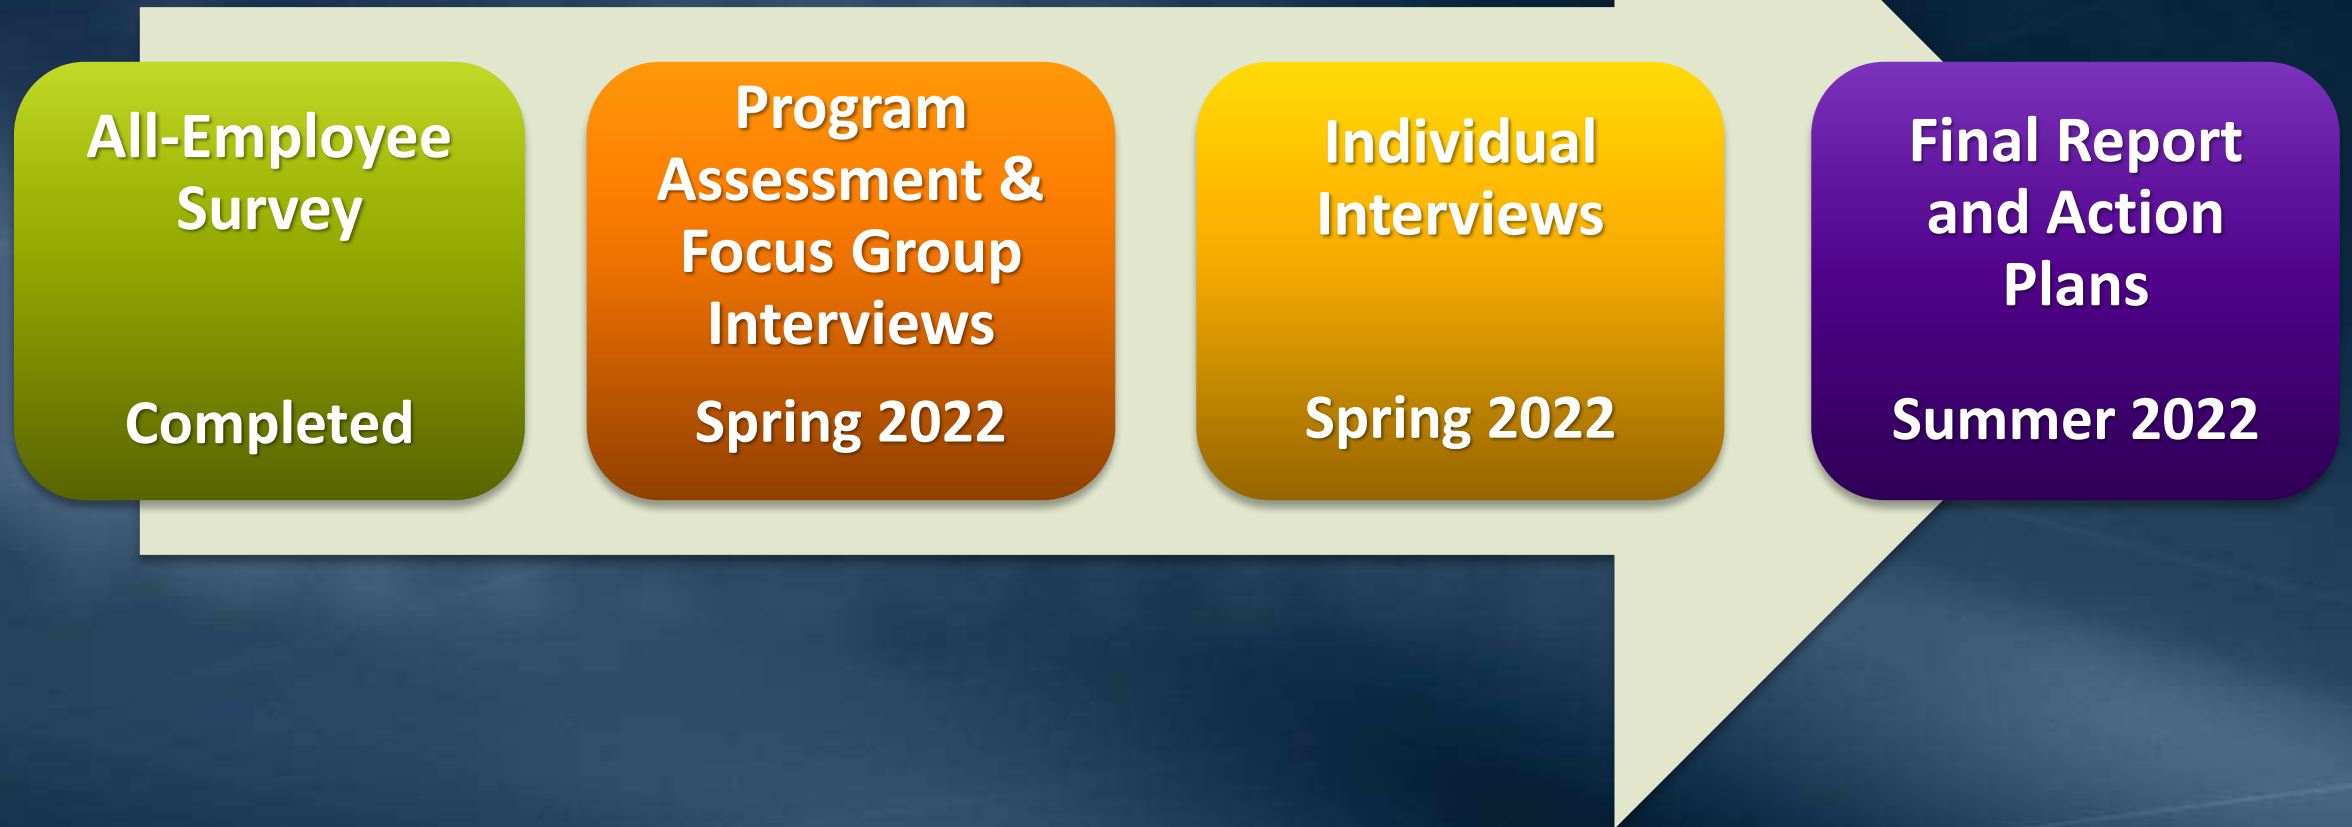 All-Employee
Survey
Completed
Program
Assessment &
Focus Group
Interviews
Spring 2022
Individual
Interviews
Spring 2022
Final Report
and Action
Plans
Summer 2022